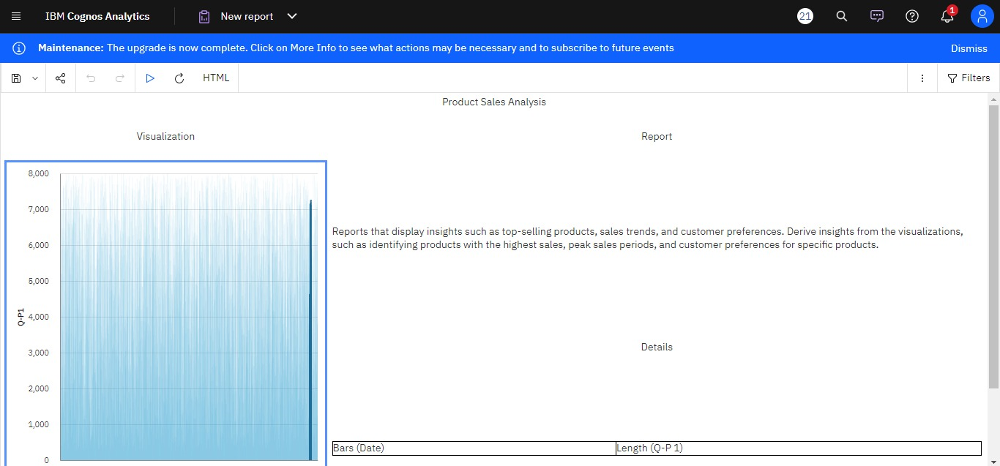 IBM Cognos Analytics
New report
21
1
Maintenance: The upgrade is now complete. Click on More Info to see what actions may be necessary and to subscribe to future events
Dismiss
HTML
Filters
Product Sales Analysis
Visualization
Report
8,000
7,000
6,000
5,000
4,000
3,000
2,000
1,000
0
Q-P1
Reports that display insights such as top-selling products, sales trends, and customer preferences. Derive insights from the visualizations,
such as identifying products with the highest sales, peak sales periods, and customer preferences for specific products.
Details
Bars (Date)
Length (Q-P 1)